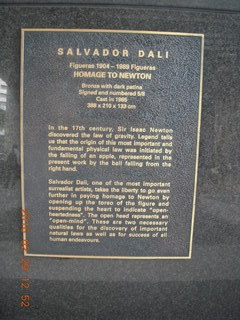 SALVADOR DALI
Figueras 1904 - 1989 Figueras
HOMAGE TO NEWTON
Bronze with dark patina
Signed and numbered 5/8
Cast in 1985
388 x 210 x 133 cm
In the 17th century, Sir Isaac Newton
discovered the law of gravity. Legend tells
us that the origin of this most important and
fundamental physical law was initiated by
the falling of an apple, represented in the
present work by the ball falling from the
right hand.
Salvador Dali, one of the most important
surrealist artists, takes the liberty to go even
further in paying homage to Newton by
opening up the torso of the figure and
suspending the heart to indicate "open-
heartedness". The open head represents an
"open-mind". These are two necessary
qualities for the discovery of important
natural laws as well as for success of all
human endeavours.